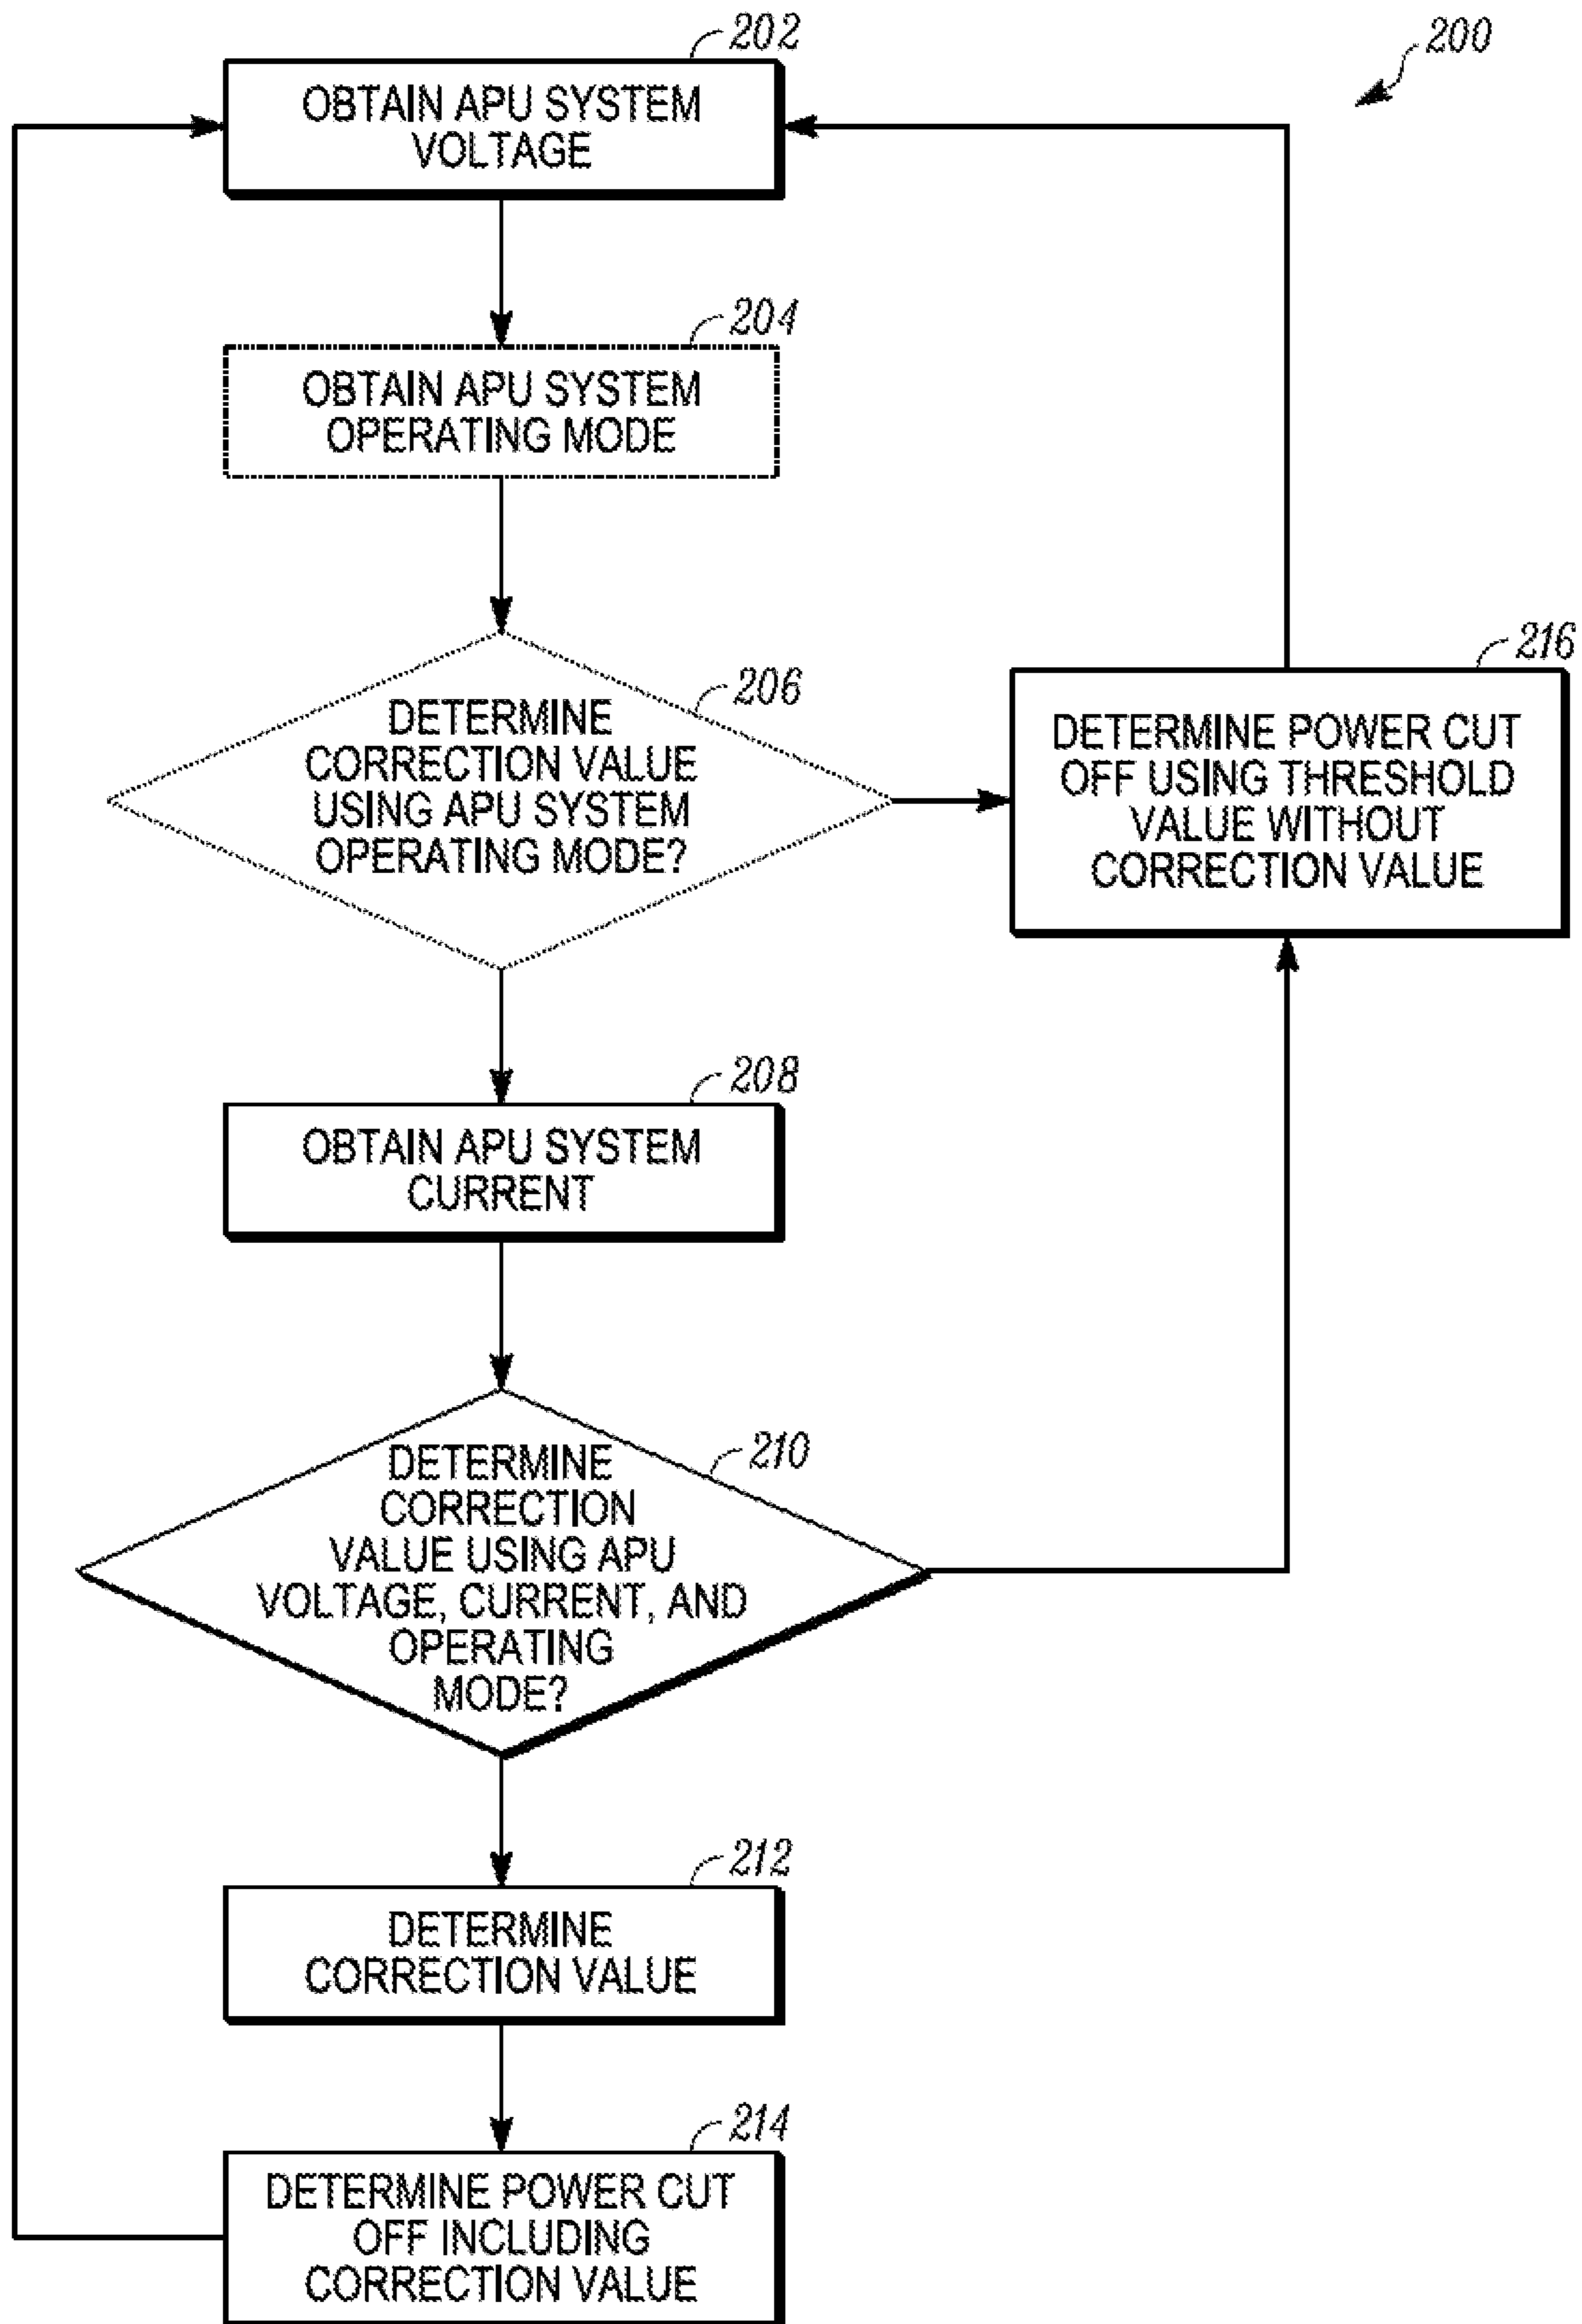 202
200
OBTAIN APU SYSTEM
VOLTAGE
204
OBTAIN APU SYSTEM
OPERATING MODE
206
DETERMINE
CORRECTION VALUE
USING APU SYSTEM
OPERATING MODE?
216
DETERMINE POWER CUT
OFF USING THRESHOLD
VALUE WITHOUT
CORRECTION VALUE
208
OBTAIN APU SYSTEM
CURRENT
210
DETERMINE
CORRECTION
VALUE USING APU
VOLTAGE, CURRENT, AND
OPERATING
MODE?
212
DETERMINE
CORRECTION VALUE
214
DETERMINE POWER CUT
OFF INCLUDING
CORRECTION VALUE